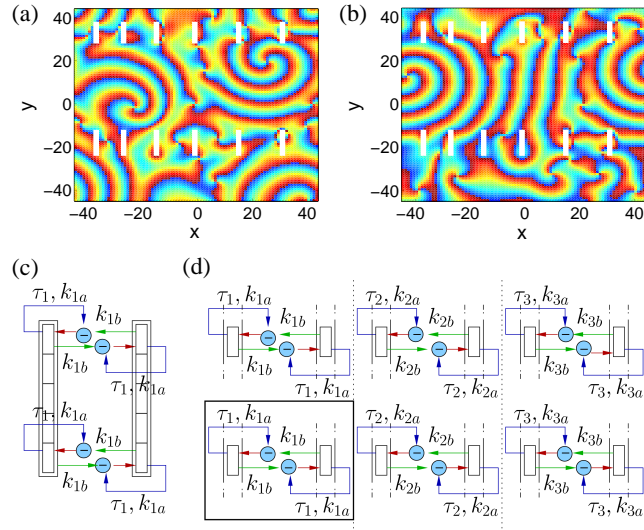 (a)
(b)
40
20
0
−20
−40
y
−40 −20 0 20 40
x
40
20
0
−20
−40
y
−40 −20 0 20 40
x
(c)
τ1, k1a
k1b
−
−
k1b
τ1, k1a
τ1, k1a
k1b
−
−
k1b
τ1, k1a
(d)
τ1, k1a
k1b
−
−
k1b
τ1, k1a
τ2, k2a
k2b
−
−
k2b
τ2, k2a
τ3, k3a
k3b
−
−
k3b
τ3, k3a
τ1, k1a
k1b
−
−
k1b
τ1, k1a
τ2, k2a
k2b
−
−
k2b
τ2, k2a
τ3, k3a
k3b
−
−
k3b
τ3, k3a